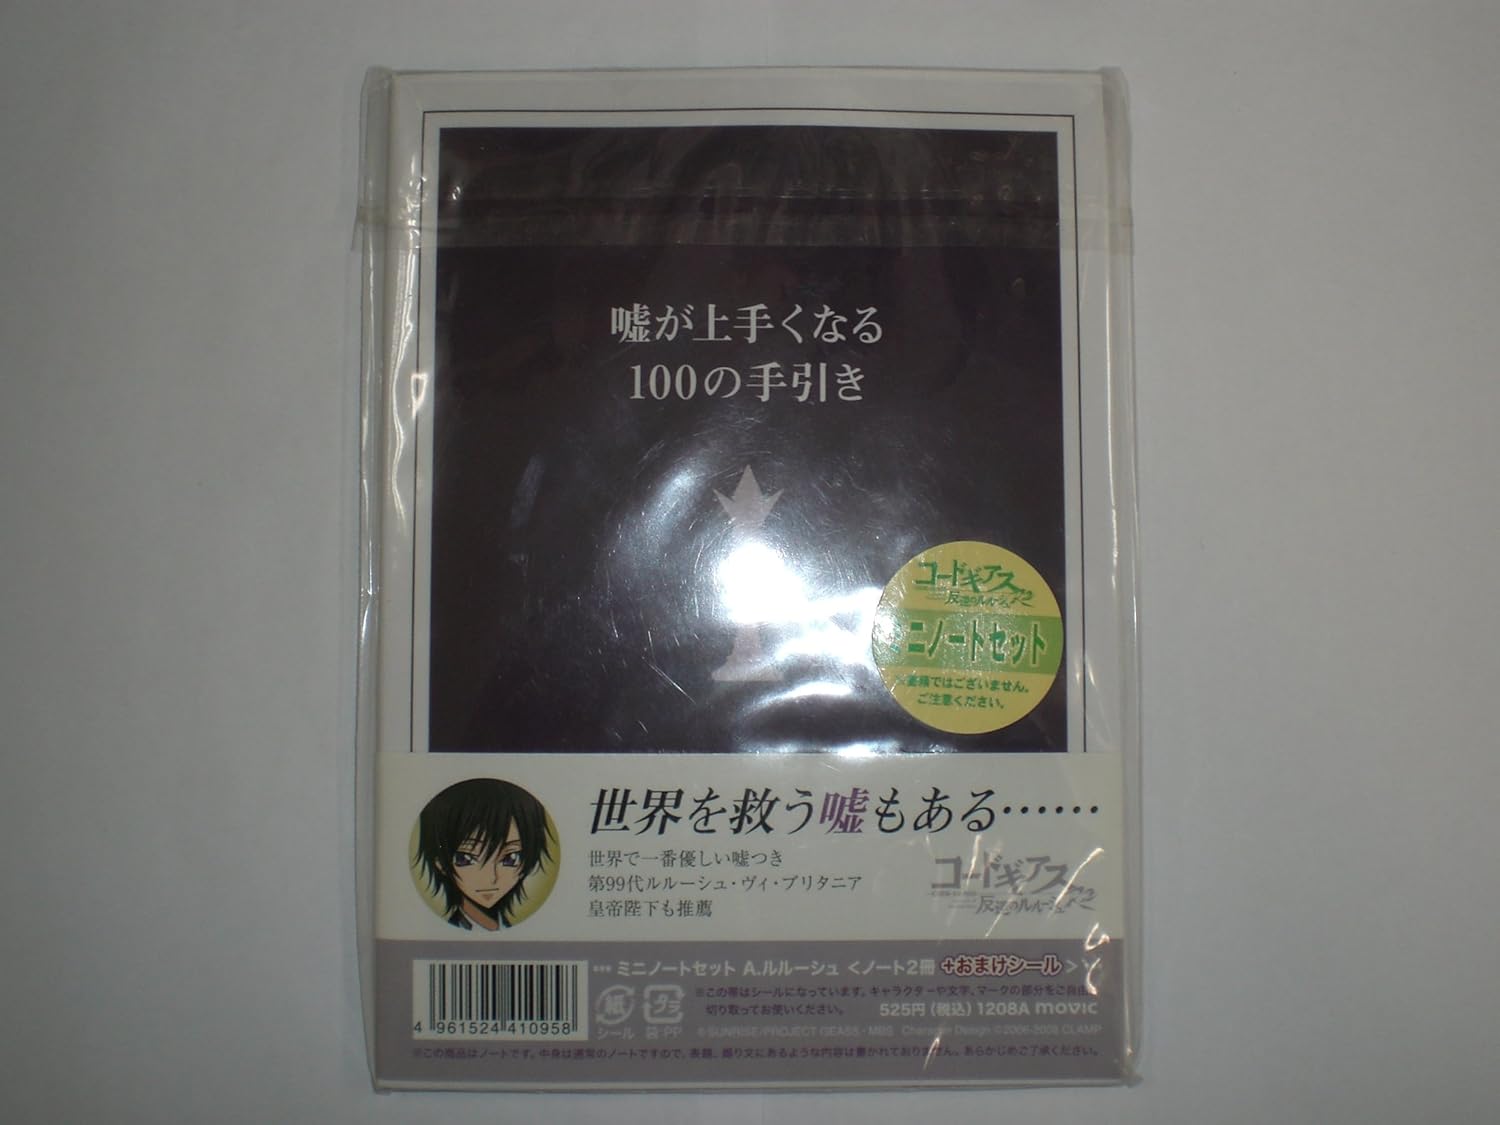 嘘が上手くなる
100の手引き
コードギアス
反逆のルルーシュR2
ミニノートセット
※書籍ではございません。
ご注意ください。
世界を救う嘘もある……
世界で一番優しい嘘つき
第99代ルルーシュ・ヴィ・ブリタニア
皇帝陛下も推薦
コードギアス
反逆のルルーシュR2
ミニノートセット A.ルルーシュ <ノート2冊 +おまけシール>
※この帯はシールになっています。キャラクターや文字、マークの部分をご自由に
切り取ってお使いください。 525円(税込) 1208A movic
紙 シール プラ 袋:PP
©SUNRISE/PROJECT GEASS・MBS Character Design ©2006-2008 CLAMP
4 961524 410958
※この商品はノートです。中身は通常のノートですので、表題、煽り文にあるような内容は書かれておりません。あらかじめご了承ください。